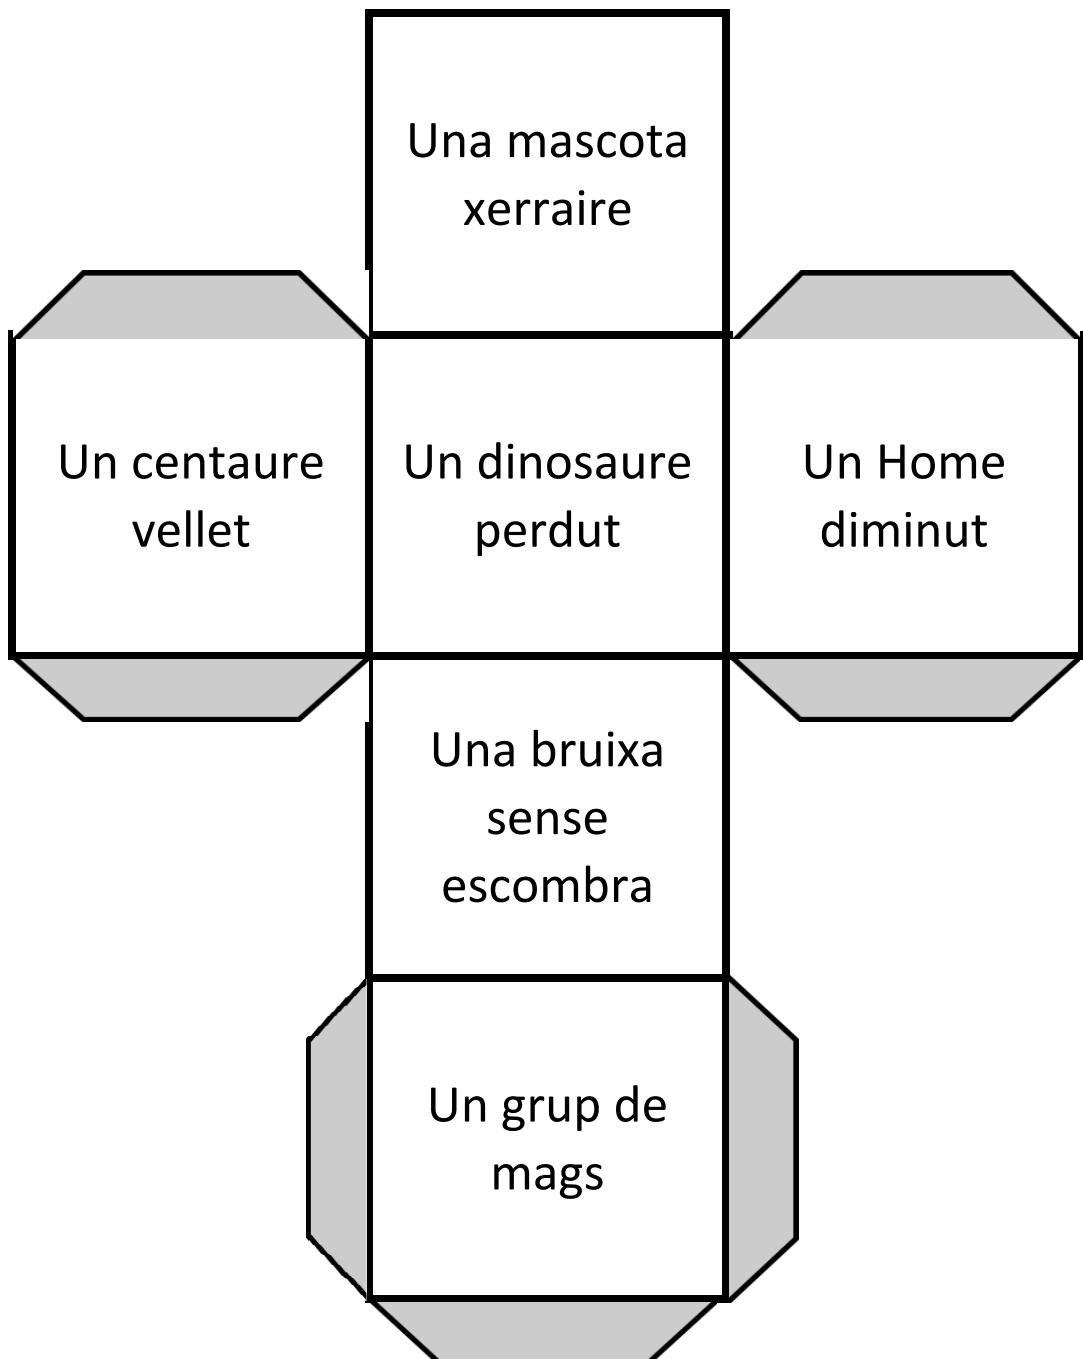 Una mascota
xerraire
Un centaure
vellet
Un dinosaure
perdut
Un Home
diminut
Una bruixa
sense
escombra
Un grup de
mags